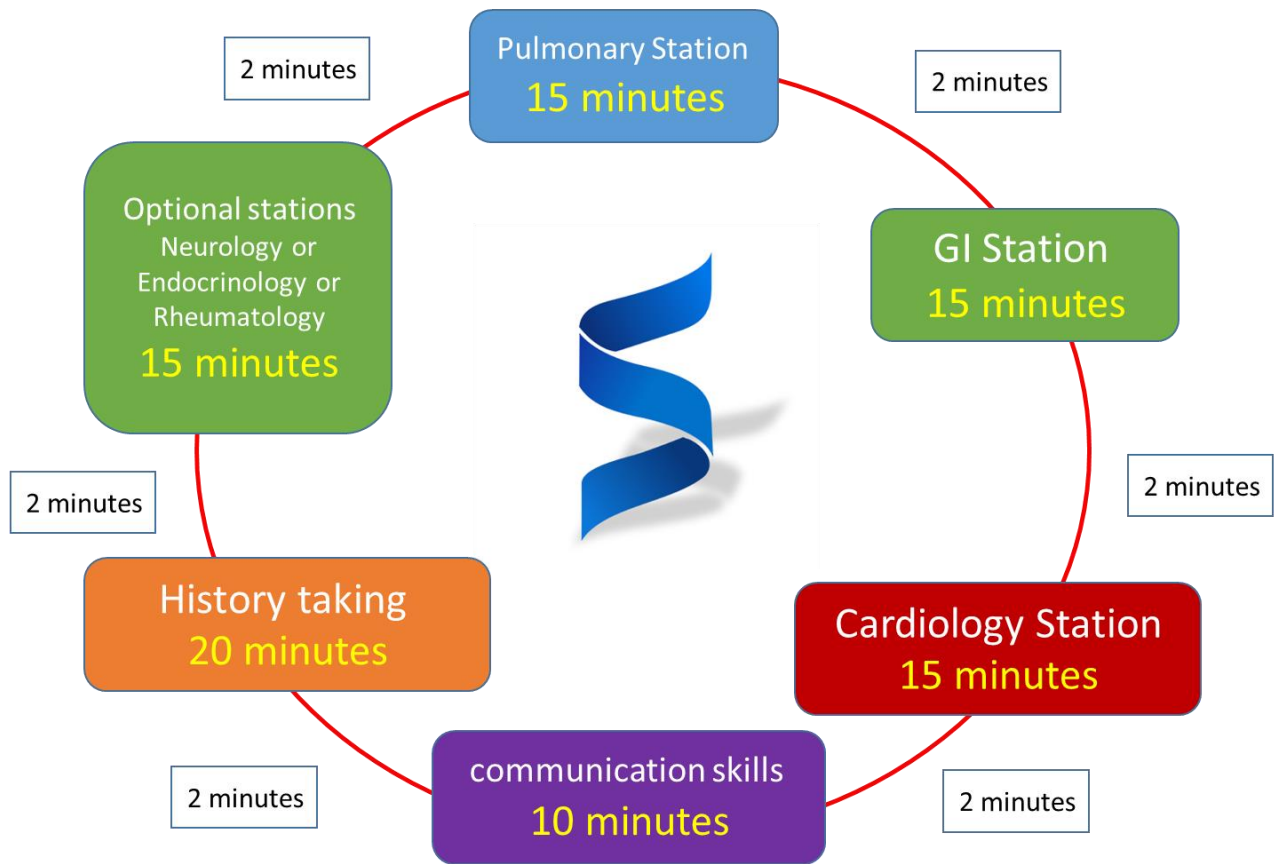 Pulmonary Station
15 minutes
2 minutes
GI Station
15 minutes
2 minutes
Cardiology Station
15 minutes
2 minutes
communication skills
10 minutes
2 minutes
History taking
20 minutes
2 minutes
Optional stations
Neurology or
Endocrinology or
Rheumatology
15 minutes
2 minutes